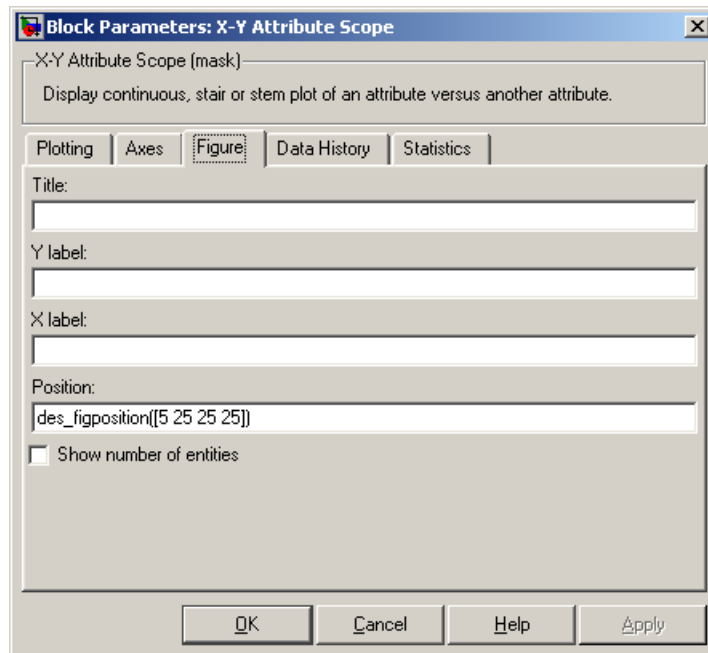 Block Parameters: X-Y Attribute Scope
X-Y Attribute Scope (mask)
Display continuous, stair or stem plot of an attribute versus another attribute.
Plotting Axes Figure Data History Statistics
Title:
Y label:
X label:
Position:
des_figposition([5 25 25 25])
Show number of entities
OK Cancel Help Apply